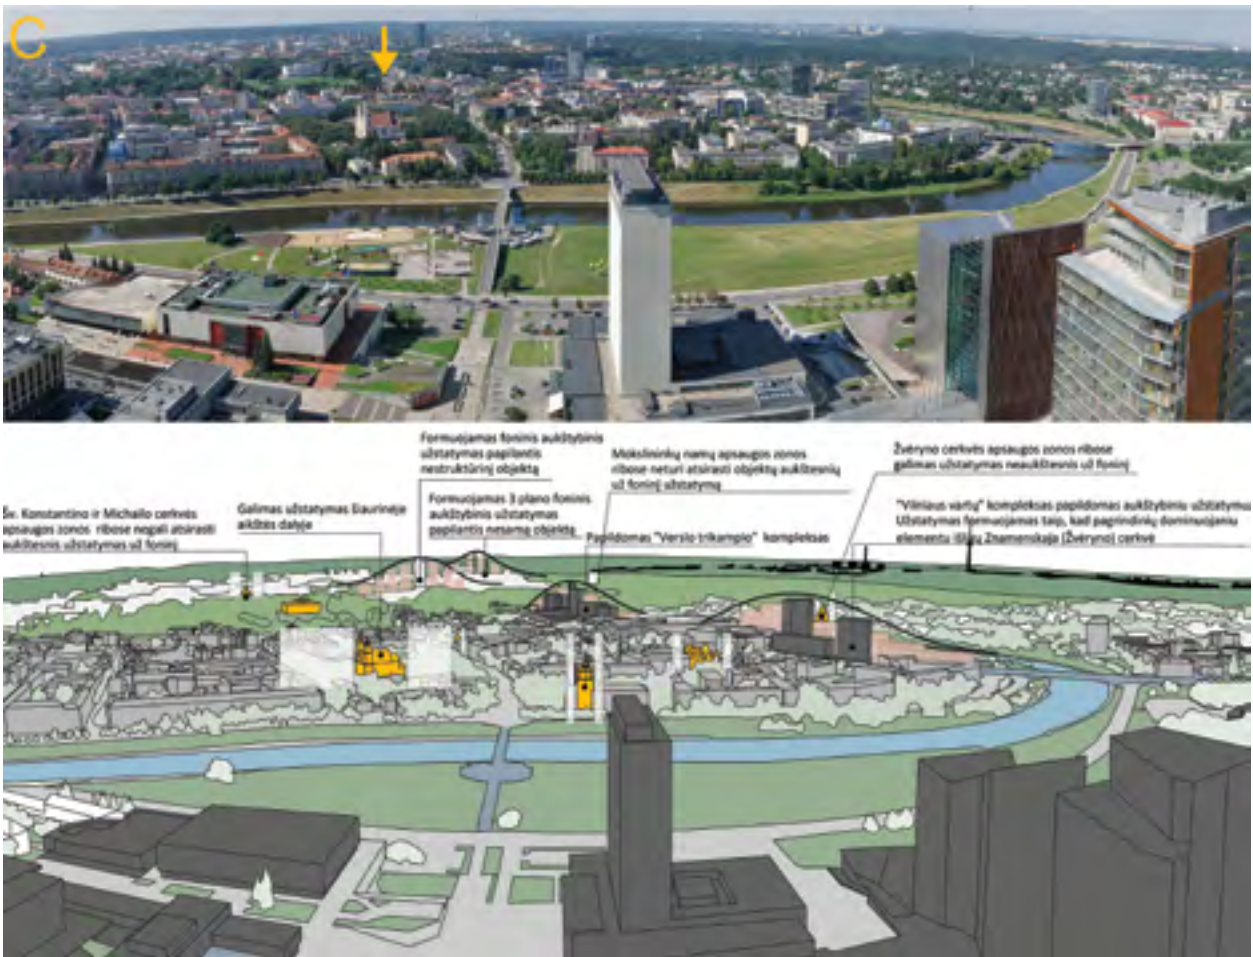 C
Formuojamas foninis aukštybinis
užstatymas papilantis
nestruktūrinį objektą
Mokslininkų namų apsaugos zonos
ribose neturi atsirasti objektų aukštesnių
už foninį užstatymą
Žvėryno cerkvės apsaugos zonos ribose
galimas užstatymas neaukštesnis už foninį
Šv. Konstantino ir Michailo cerkvės
apsaugos zonos ribose negali atsirasti
aukštesnis užstatymas už foninį
Galimas užstatymas šiaurinėje
aikštės dalyje
Formuojamas 3 plano foninis
aukštybinis užstatymas
papilantis nesamą objektą
Papildomas "Verslo trikampio" kompleksas
"Vilniaus vartų" kompleksas papildomas aukštybiniu užstatymu
Užstatymas formuojamas taip, kad pagrindiniu dominuojančiu
elementu išliktų Znamenskaja (Žvėryno) cerkvė